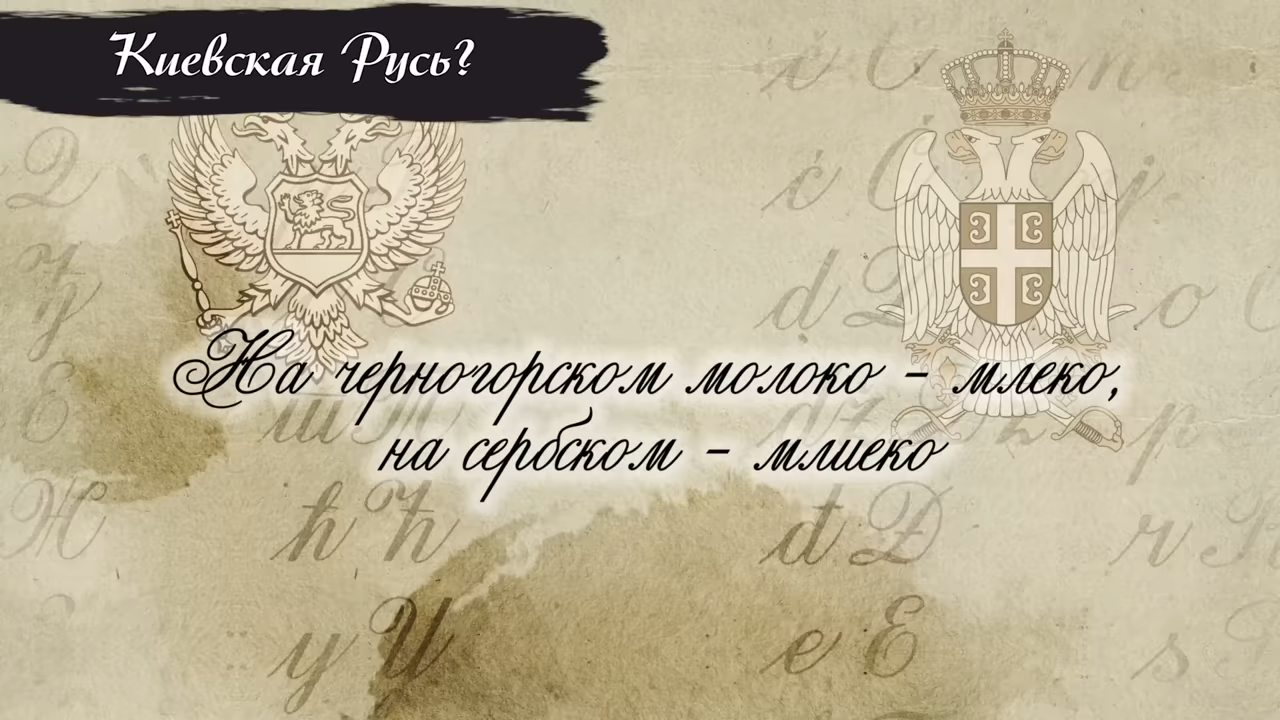 Киевская Русь?
На черногорском молоко - млеко,
на сербском - млиеко